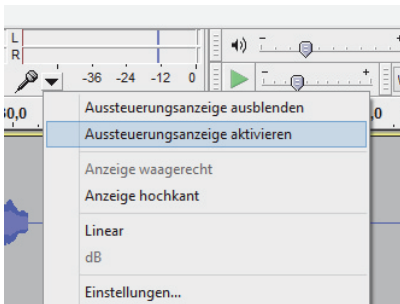 L
R
-36 -24 -12 0
Aussteuerungsanzeige ausblenden
Aussteuerungsanzeige aktivieren
Anzeige waagerecht
Anzeige hochkant
Linear
dB
Einstellungen...